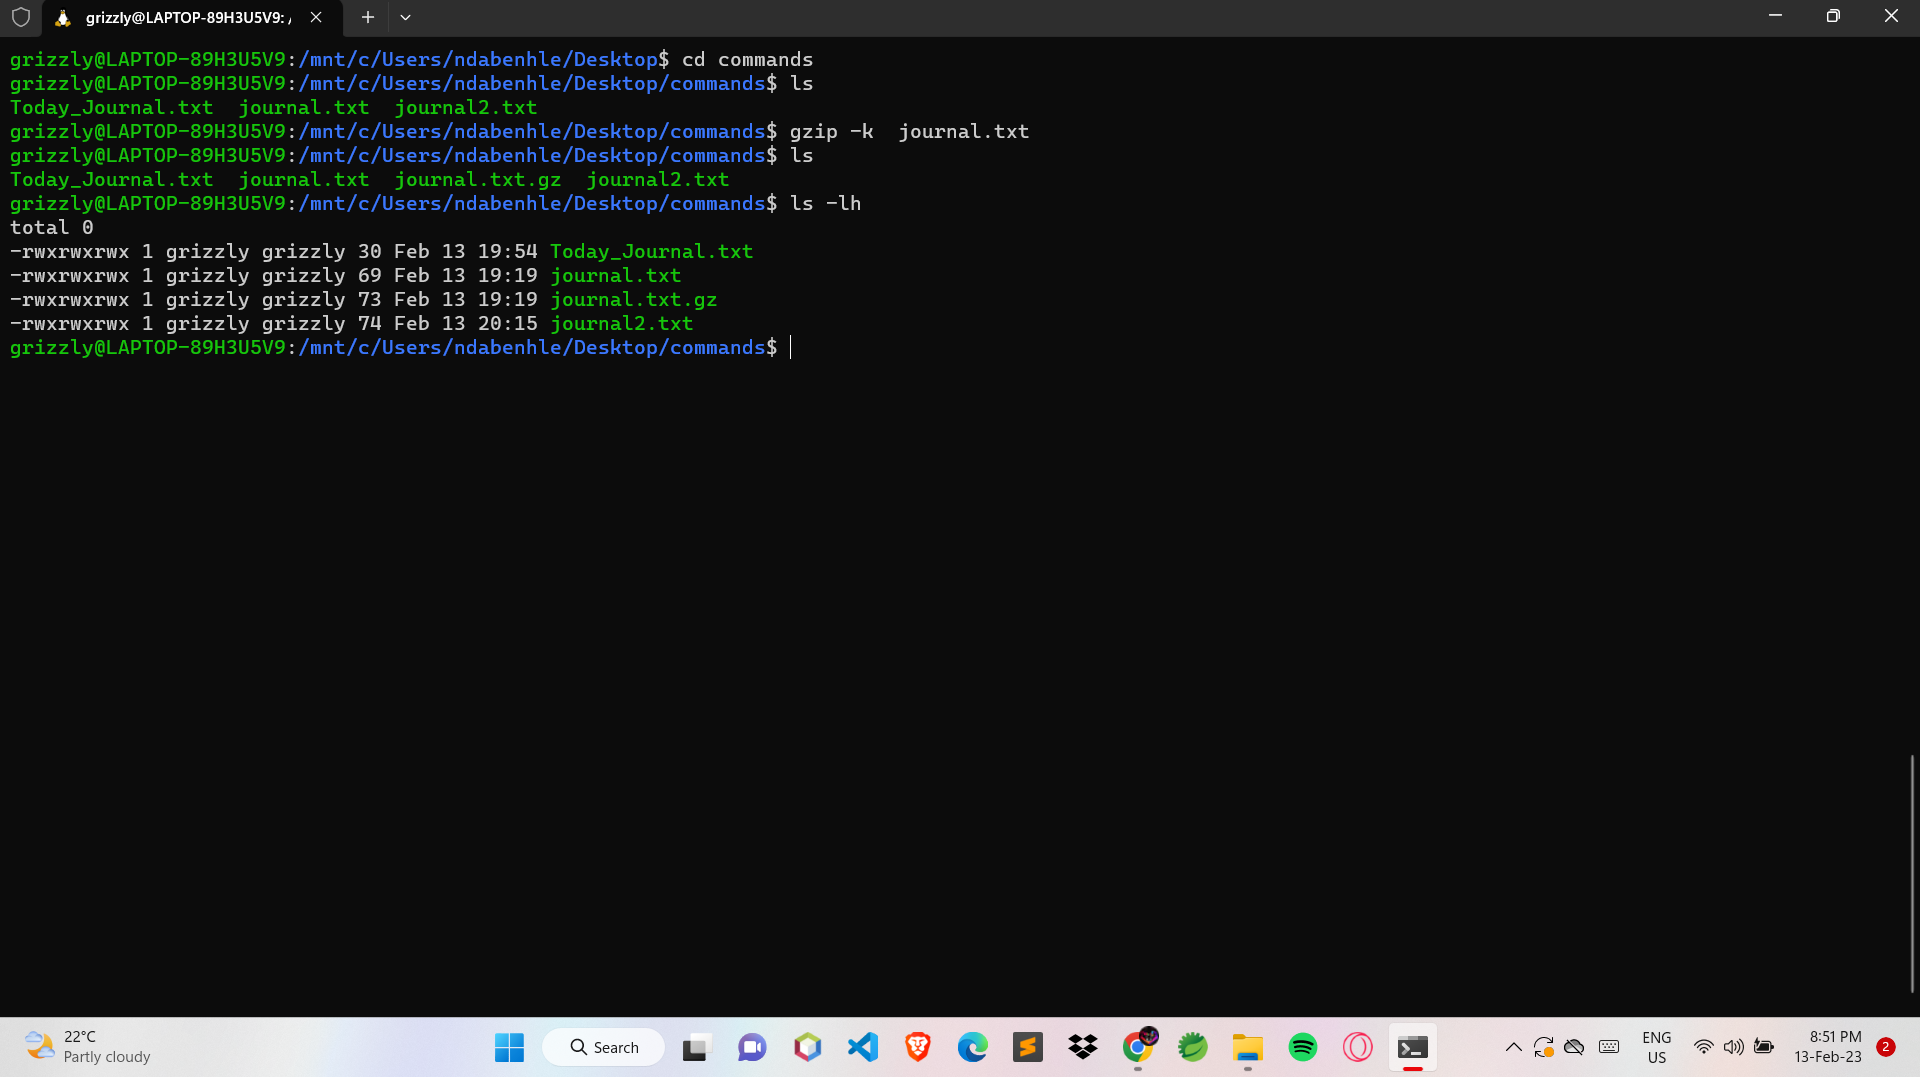 grizzly@LAPTOP-89H3U5V9: /
grizzly@LAPTOP-89H3U5V9:/mnt/c/Users/ndabenhle/Desktop$ cd commands
grizzly@LAPTOP-89H3U5V9:/mnt/c/Users/ndabenhle/Desktop/commands$ ls
Today_Journal.txt  journal.txt  journal2.txt
grizzly@LAPTOP-89H3U5V9:/mnt/c/Users/ndabenhle/Desktop/commands$ gzip -k  journal.txt
grizzly@LAPTOP-89H3U5V9:/mnt/c/Users/ndabenhle/Desktop/commands$ ls
Today_Journal.txt  journal.txt  journal.txt.gz  journal2.txt
grizzly@LAPTOP-89H3U5V9:/mnt/c/Users/ndabenhle/Desktop/commands$ ls -lh
total 0
-rwxrwxrwx 1 grizzly grizzly 30 Feb 13 19:54 Today_Journal.txt
-rwxrwxrwx 1 grizzly grizzly 69 Feb 13 19:19 journal.txt
-rwxrwxrwx 1 grizzly grizzly 73 Feb 13 19:19 journal.txt.gz
-rwxrwxrwx 1 grizzly grizzly 74 Feb 13 20:15 journal2.txt
grizzly@LAPTOP-89H3U5V9:/mnt/c/Users/ndabenhle/Desktop/commands$
22°C
Partly cloudy
Search
ENG
US
8:51 PM
13-Feb-23
2